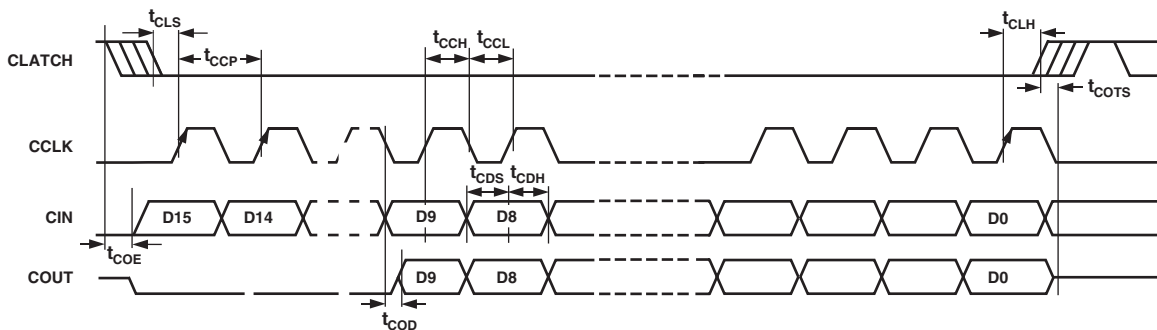 tCLS
tCCH
tCCL
tCLH
CLATCH
tCCP
tCOTS
CCLK
tCDS
tCDH
CIN
D15
D14
D9
D8
D0
tCOE
COUT
D9
D8
D0
tCOD